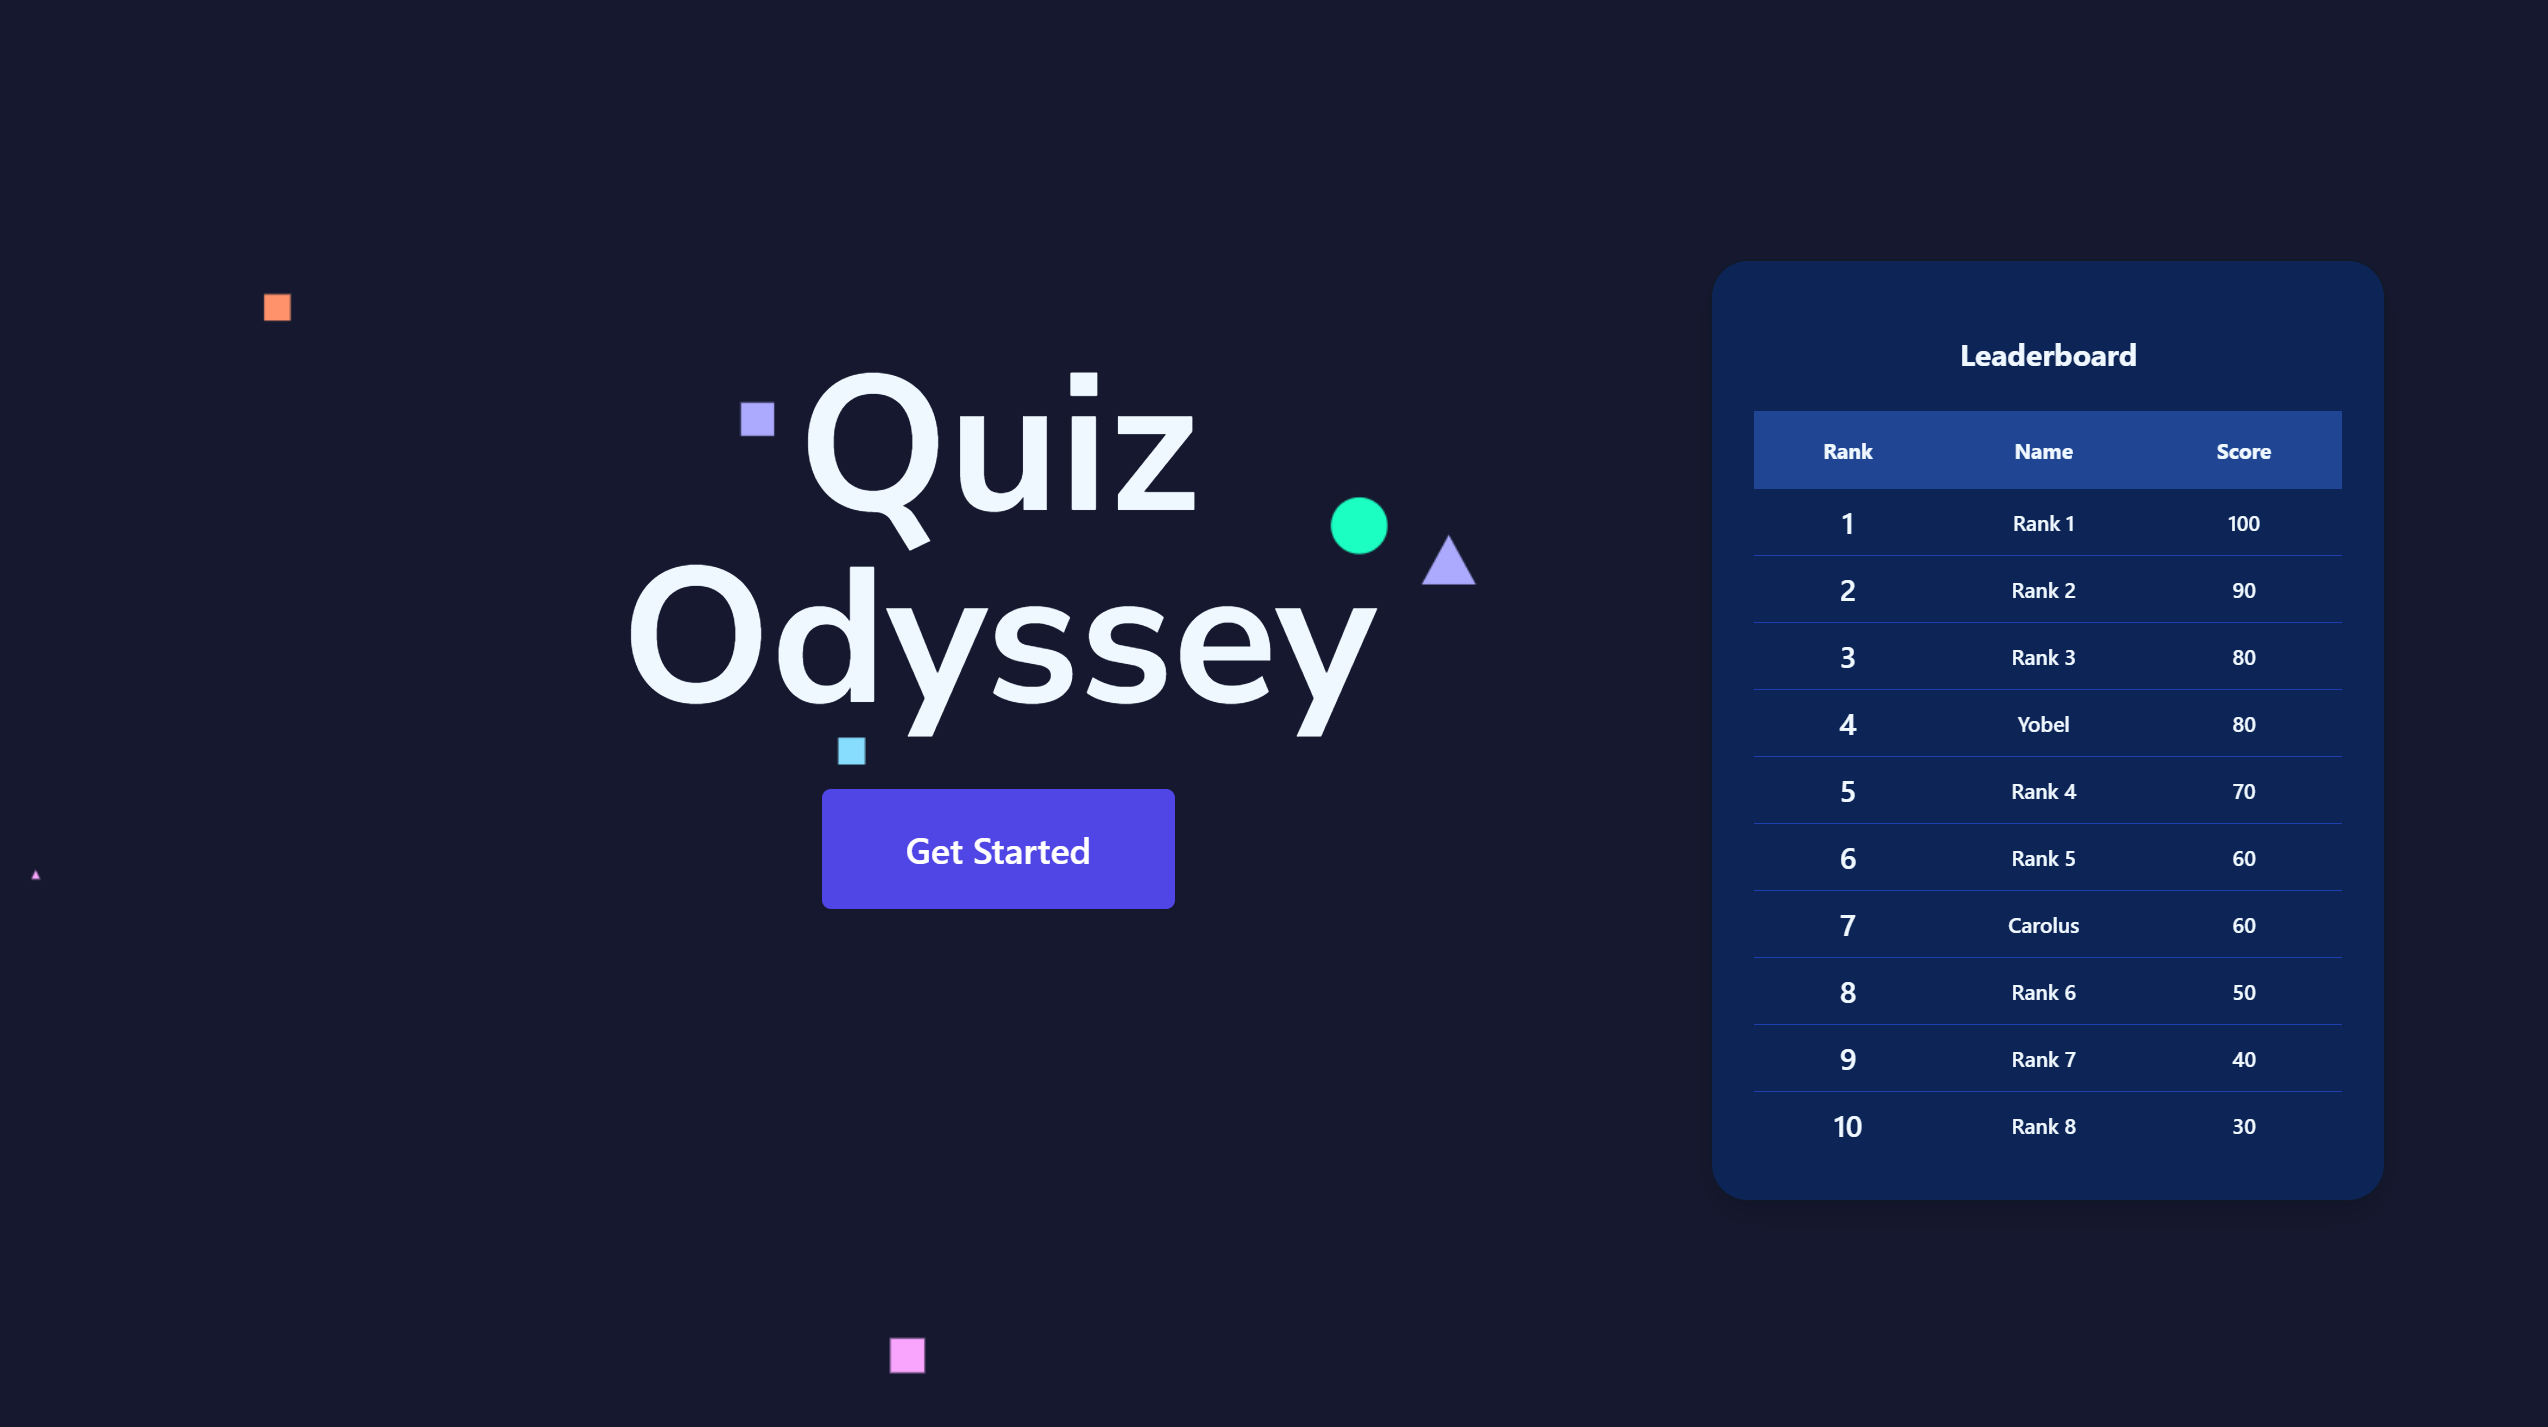 Quiz
Odyssey
Get Started
Leaderboard
Rank Name Score
1 Rank 1 100
2 Rank 2 90
3 Rank 3 80
4 Yobel 80
5 Rank 4 70
6 Rank 5 60
7 Carolus 60
8 Rank 6 50
9 Rank 7 40
10 Rank 8 30